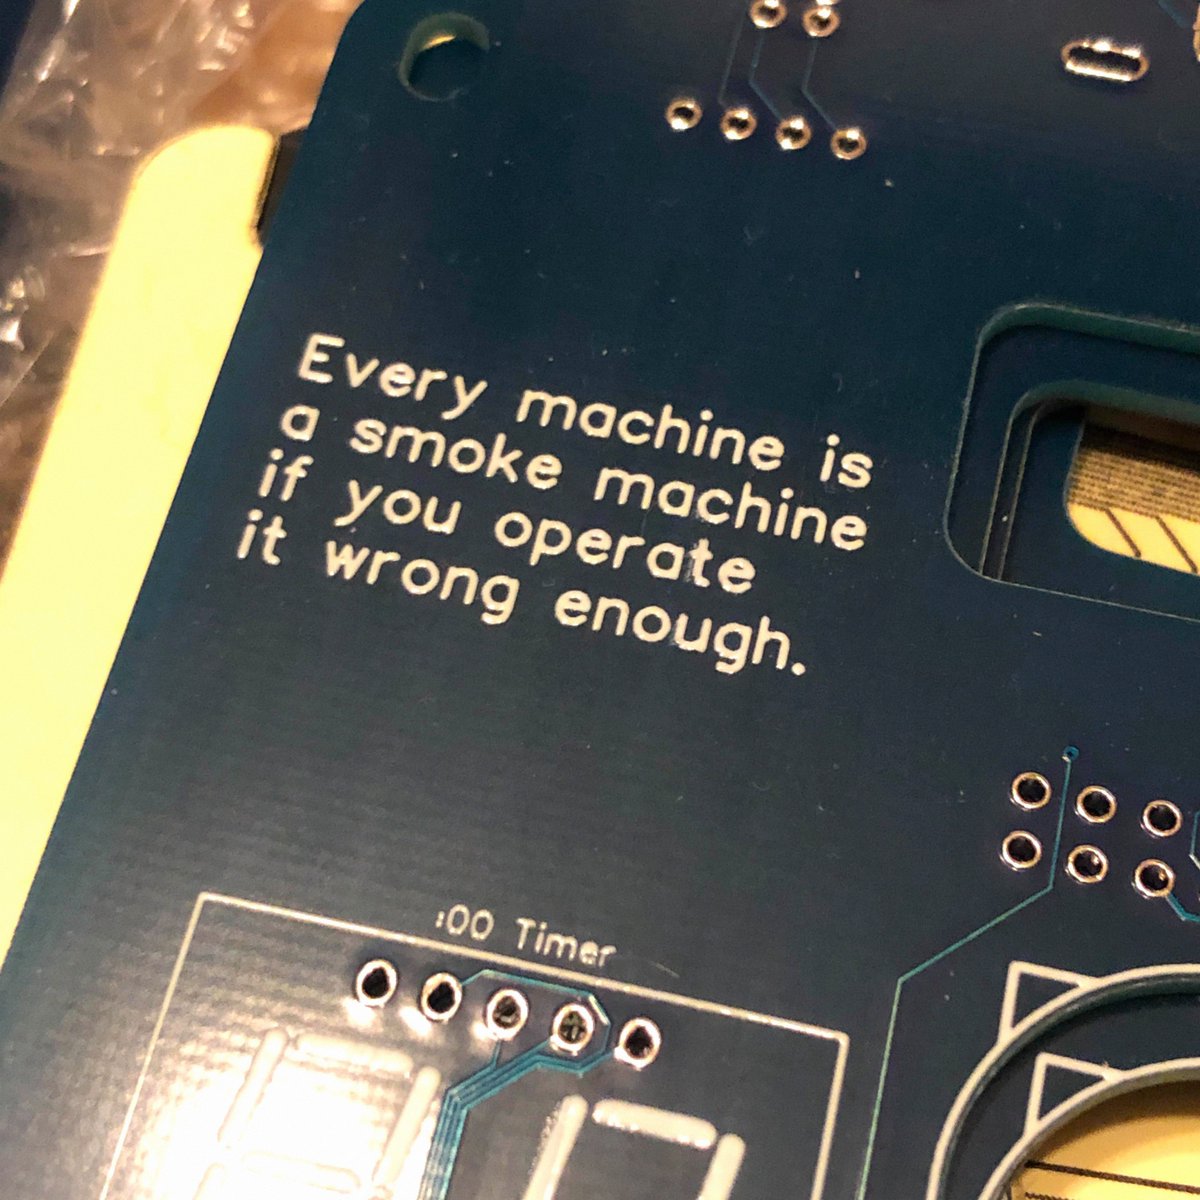 Every machine is
a smoke machine
if you operate
it wrong enough.
:00 Timer